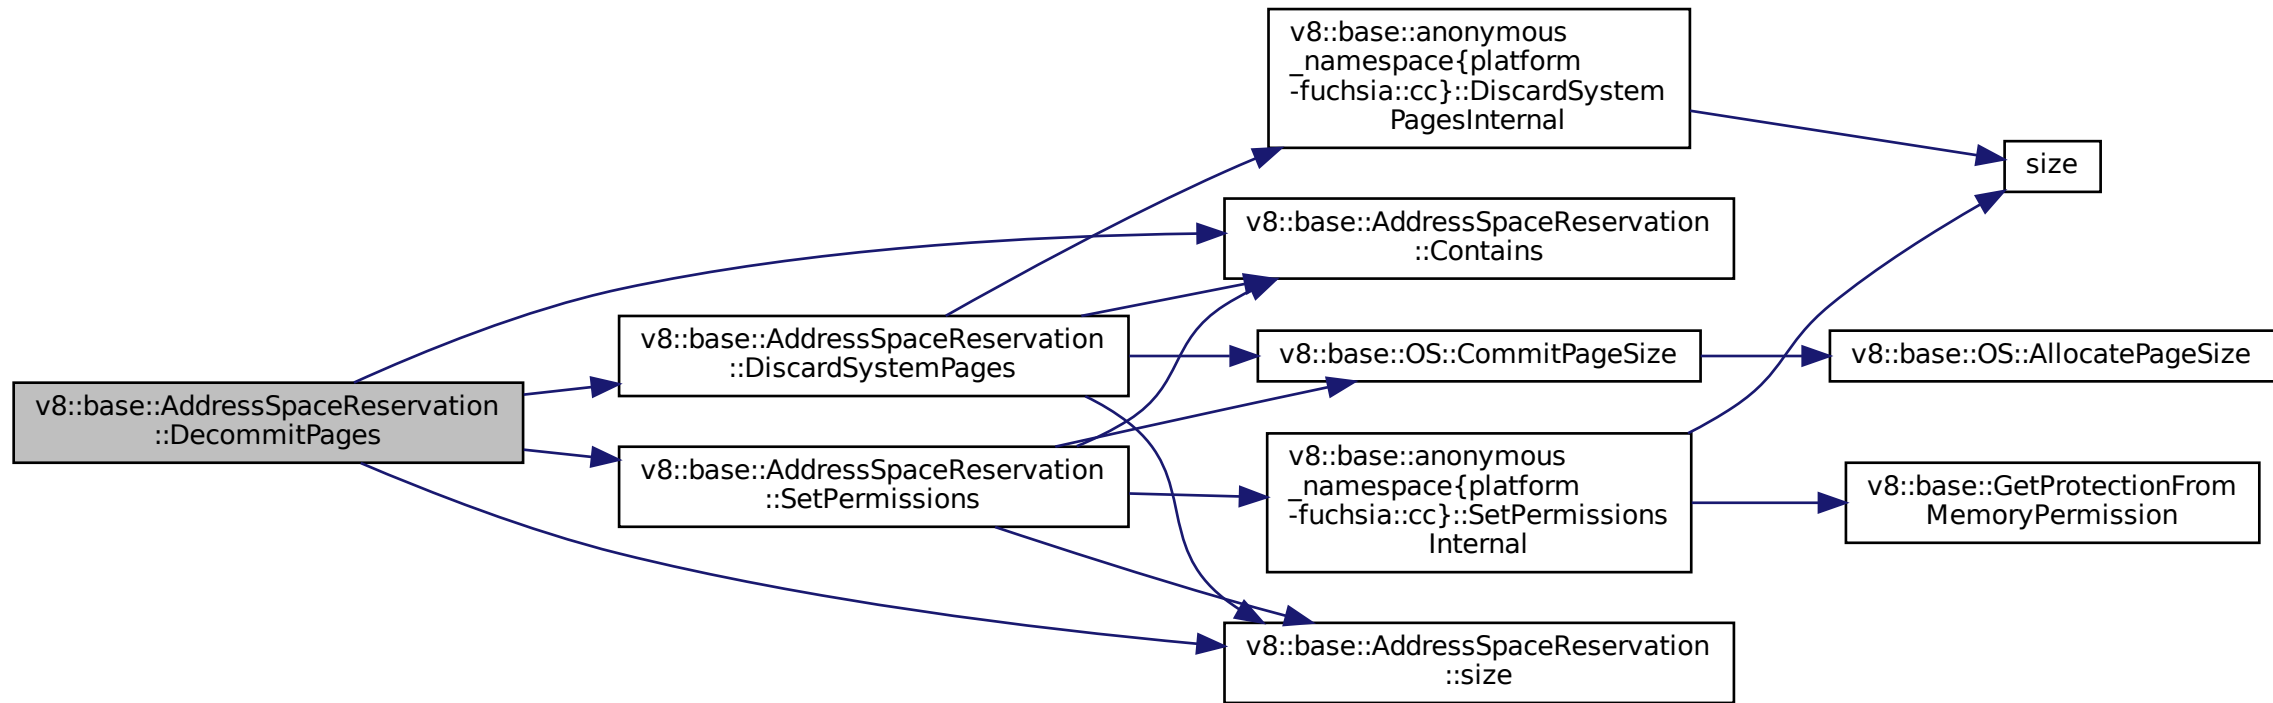 v8::base::AddressSpaceReservation
::DecommitPages
v8::base::AddressSpaceReservation
::DiscardSystemPages
v8::base::AddressSpaceReservation
::SetPermissions
v8::base::anonymous
_namespace{platform
-fuchsia::cc}::DiscardSystem
PagesInternal
v8::base::AddressSpaceReservation
::Contains
v8::base::OS::CommitPageSize
v8::base::anonymous
_namespace{platform
-fuchsia::cc}::SetPermissions
Internal
v8::base::AddressSpaceReservation
::size
size
v8::base::OS::AllocatePageSize
v8::base::GetProtectionFrom
MemoryPermission